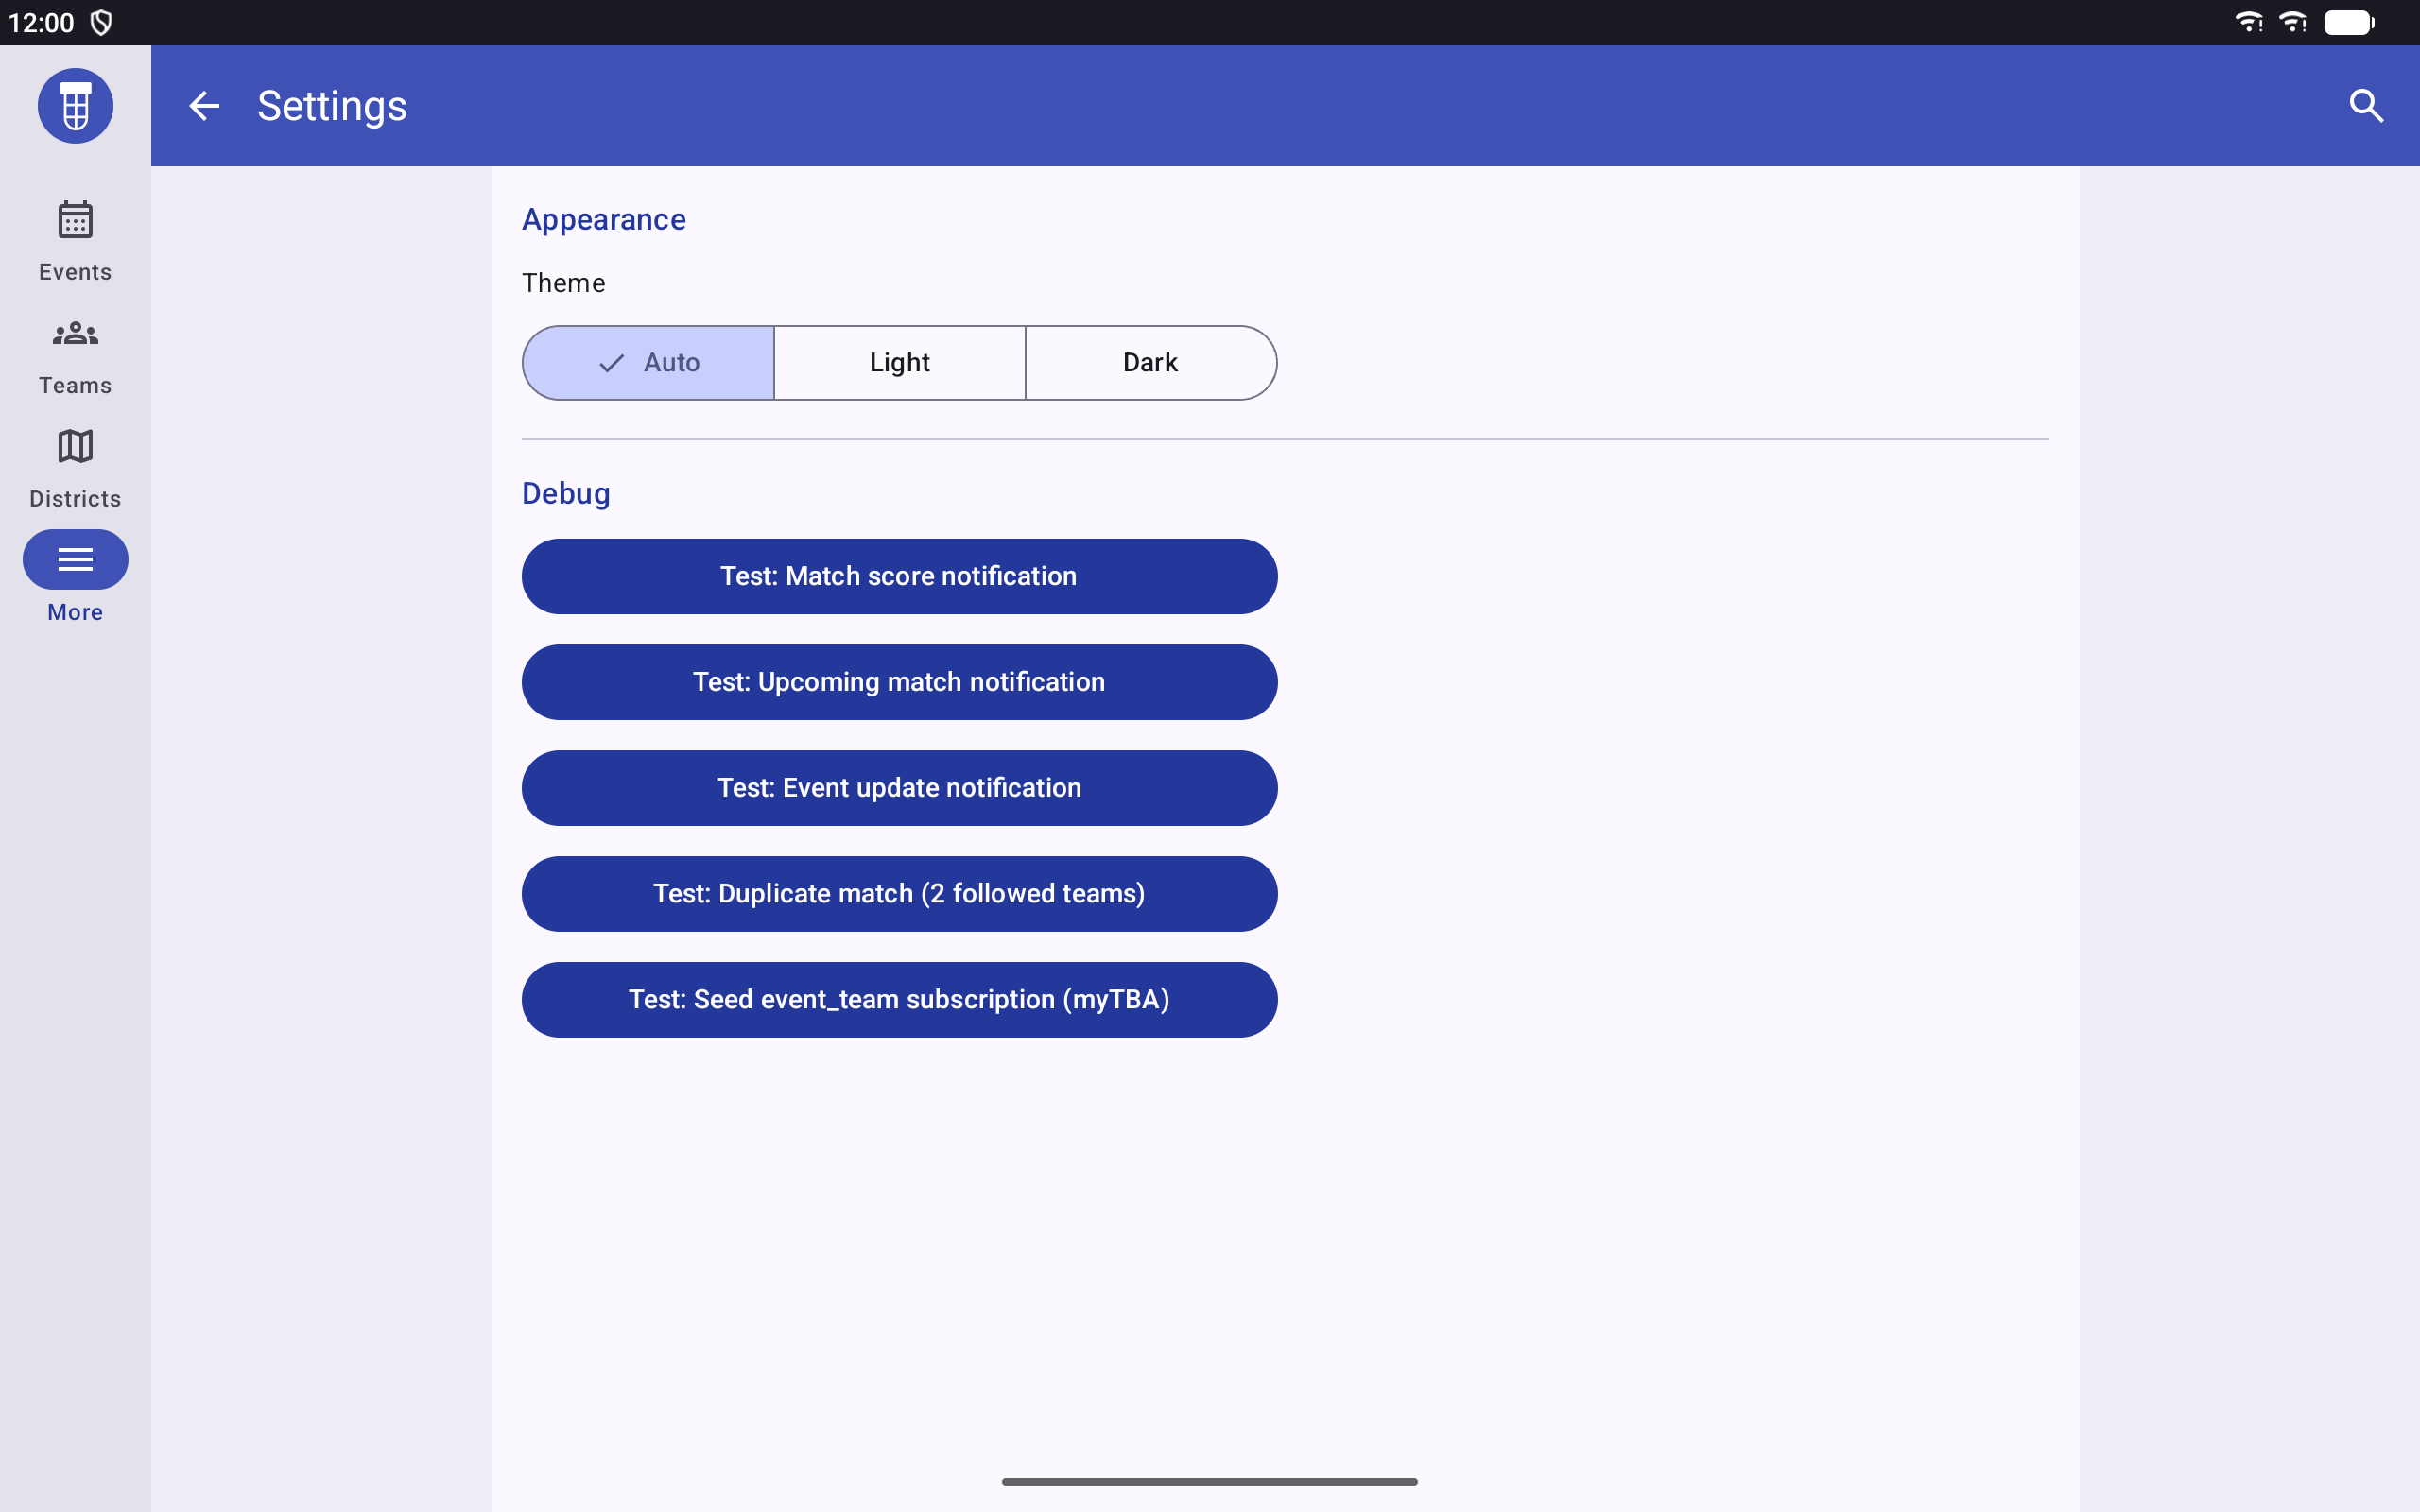 12:00
Settings
Events
Teams
Districts
More
Appearance
Theme
Auto
Light
Dark
Debug
Test: Match score notification
Test: Upcoming match notification
Test: Event update notification
Test: Duplicate match (2 followed teams)
Test: Seed event_team subscription (myTBA)